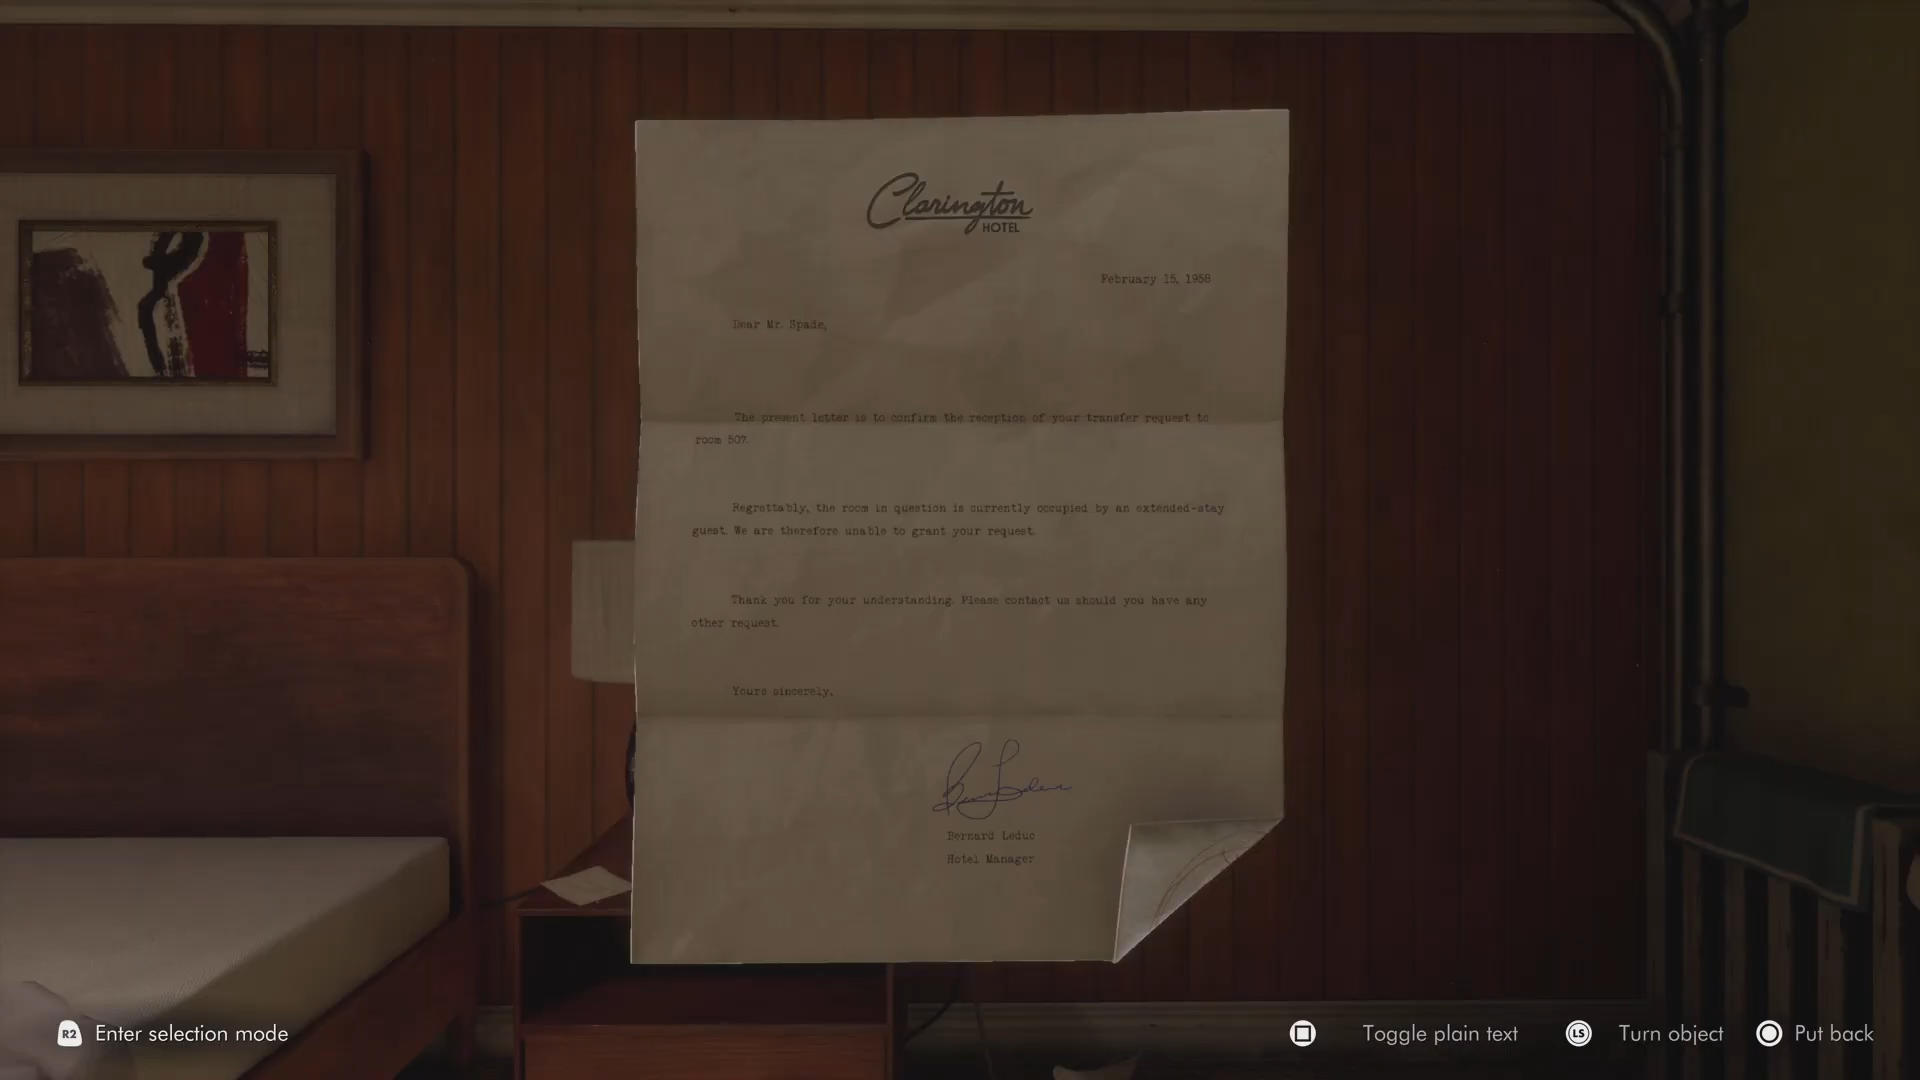 Clarington
HOTEL
February 15, 1958
Dear Mr. Spade,
The present letter is to confirm the reception of your transfer request to
room 507.
Regrettably, the room in question is currently occupied by an extended-stay
guest. We are therefore unable to grant your request.
Thank you for your understanding. Please contact us should you have any
other request.
Yours sincerely,
Bernard Leduc
Hotel Manager
R2 Enter selection mode
Toggle plain text
LS Turn object
Put back